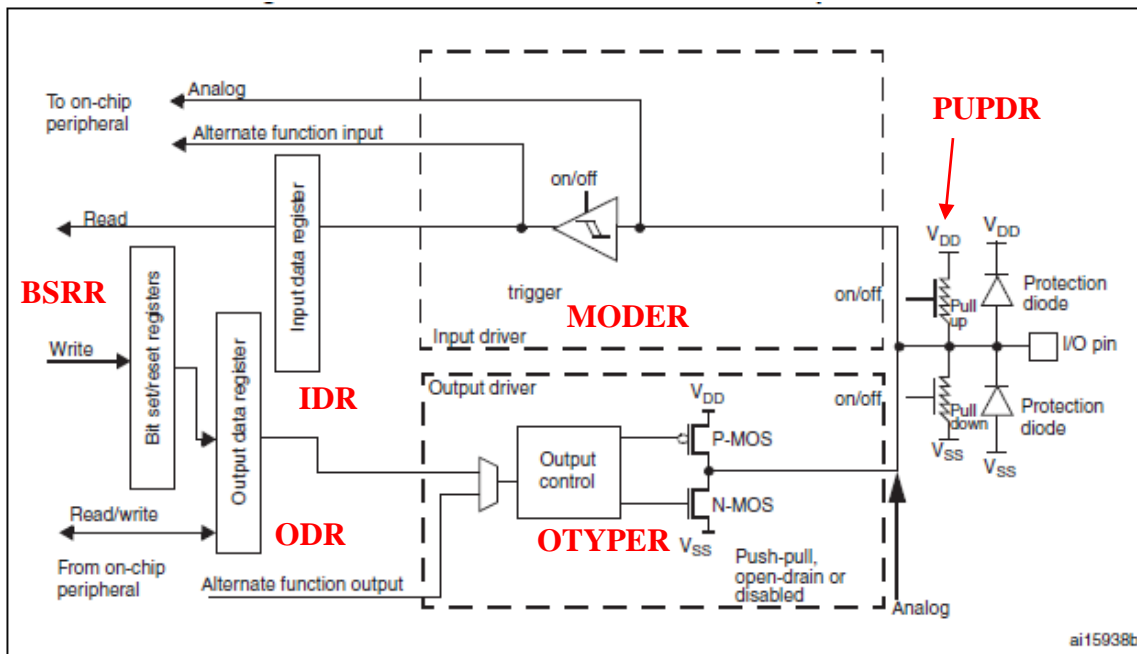 Analog
To on-chip
peripheral
Alternate function input
PUPDR
on/off
Input data register
Read
VDD
VDD
Bit set/reset registers
BSRR
trigger
MODER
on/off
Pull
up
Protection
diode
Input driver
I/O pin
Write
Output data register
IDR
Output driver
VDD
on/off
Pull
down
Protection
diode
P-MOS
Output
control
VSS
VSS
N-MOS
Read/write
ODR
OTYPER
VSS
Push-pull,
open-drain or
disabled
From on-chip
peripheral
Alternate function output
Analog
ai15938b